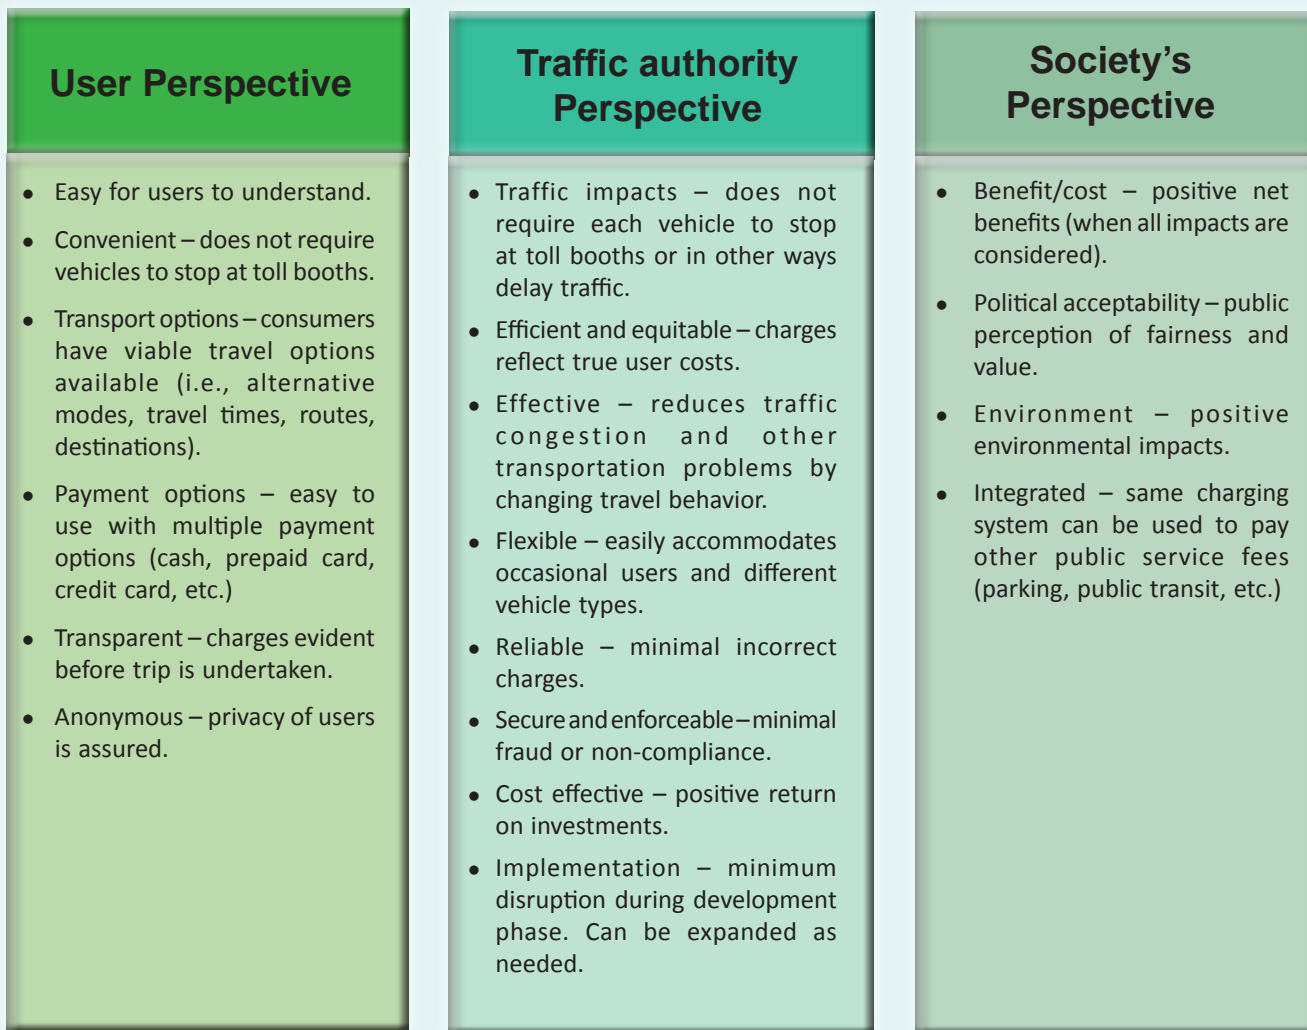 User Perspective
• Easy for users to understand.
• Convenient – does not require
vehicles to stop at toll booths.
• Transport options – consumers
have viable travel options
available (i.e., alternative
modes, travel times, routes,
destinations).
• Payment options – easy to
use with multiple payment
options (cash, prepaid card,
credit card, etc.)
• Transparent – charges evident
before trip is undertaken.
• Anonymous – privacy of users
is assured.
Traffic authority
Perspective
• Traffic impacts – does not
require each vehicle to stop
at toll booths or in other ways
delay traffic.
• Efficient and equitable – charges
reflect true user costs.
• Effective – reduces traffic
congestion and other
transportation problems by
changing travel behavior.
• Flexible – easily accommodates
occasional users and different
vehicle types.
• Reliable – minimal incorrect
charges.
• Secure and enforceable – minimal
fraud or non-compliance.
• Cost effective – positive return
on investments.
• Implementation – minimum
disruption during development
phase. Can be expanded as
needed.
Society’s
Perspective
• Benefit/cost – positive net
benefits (when all impacts are
considered).
• Political acceptability – public
perception of fairness and
value.
• Environment – positive
environmental impacts.
• Integrated – same charging
system can be used to pay
other public service fees
(parking, public transit, etc.)